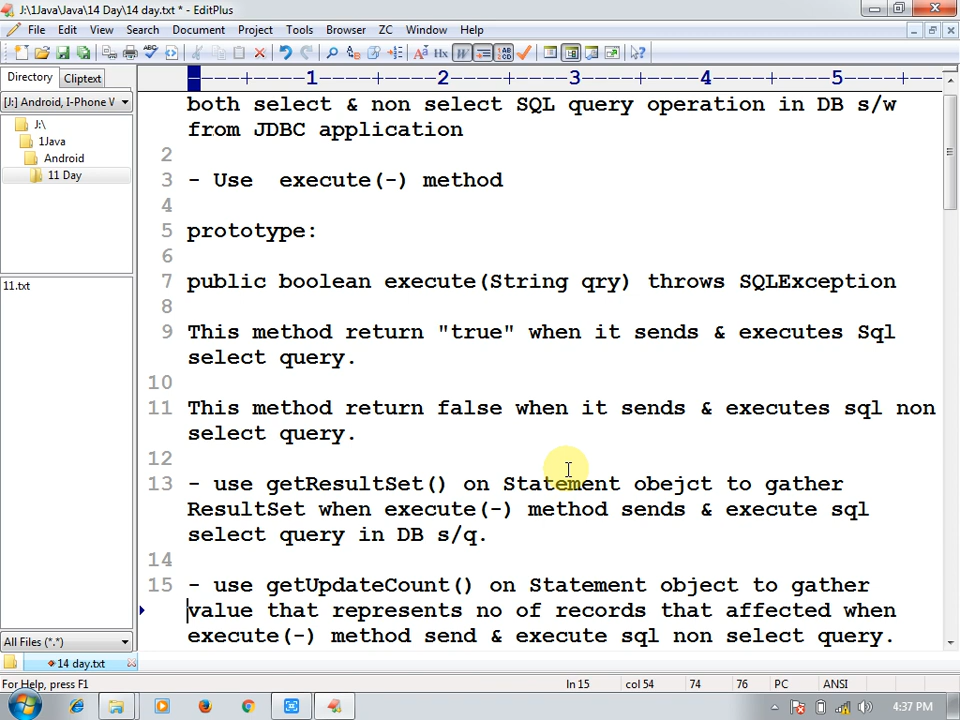 J:\1Java\Java\14 Day\14 day.txt * - EditPlus
File Edit View Search Document Project Tools Browser ZC Window Help
Directory Cliptext
[J:] Android, I-Phone V
J:\
1Java
Android
11 Day
11.txt
All Files (*.*)
----+----1----+----2----+----3----+----4----+----5----+---
both select & non select SQL query operation in DB s/w
from JDBC application
2
3 - Use  execute(-) method
4
5 prototype:
6
7 public boolean execute(String qry) throws SQLException
8
9 This method return "true" when it sends & executes Sql
select query.
10
11 This method return false when it sends & executes sql non
select query.
12
13 - use getResultSet() on Statement obejct to gather
ResultSet when execute(-) method sends & execute sql
select query in DB s/q.
14
15 - use getUpdateCount() on Statement object to gather
value that represents no of records that affected when
execute(-) method send & execute sql non select query.
14 day.txt
For Help, press F1 ln 15 col 54 74 76 PC ANSI
4:37 PM